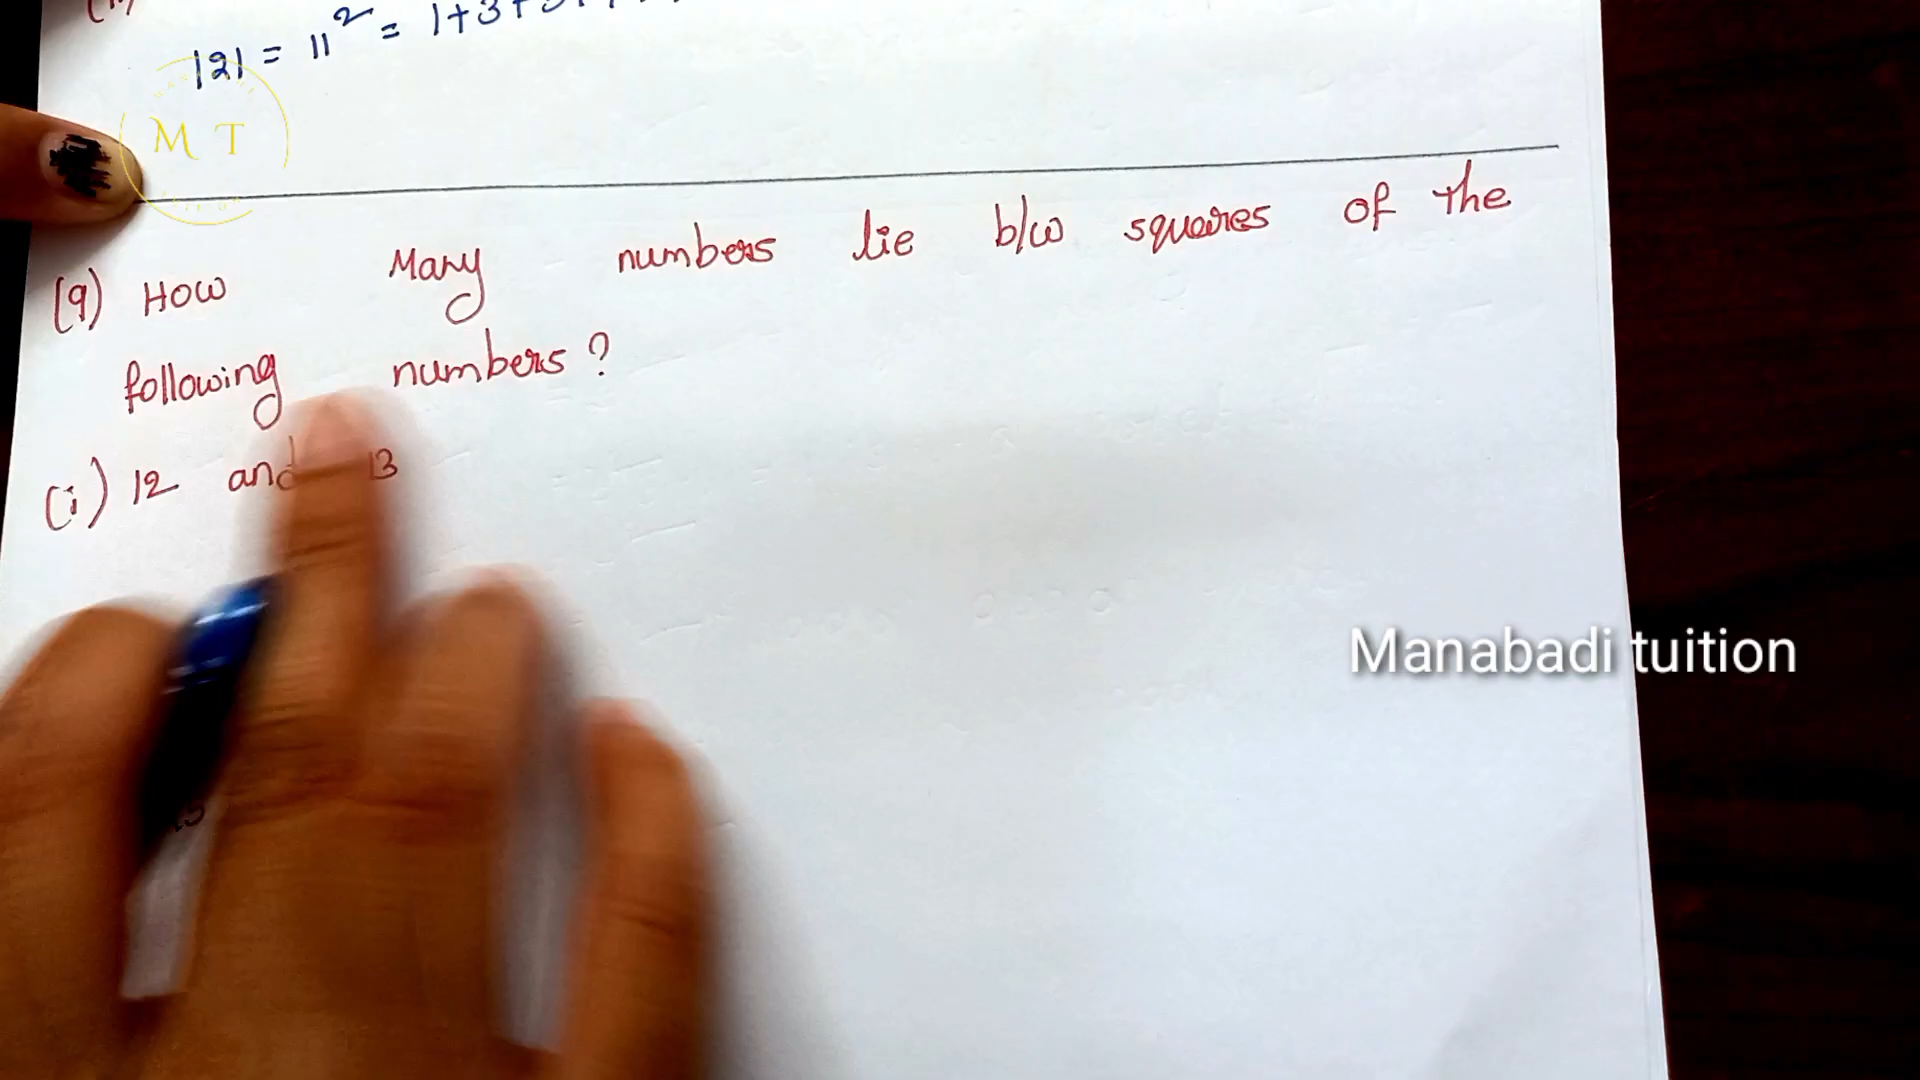 121 = 11² = 1+3+
M T
(9) How Many numbers lie b/w squares of the
following numbers?
(i) 12 and 13
Manabadi tuition